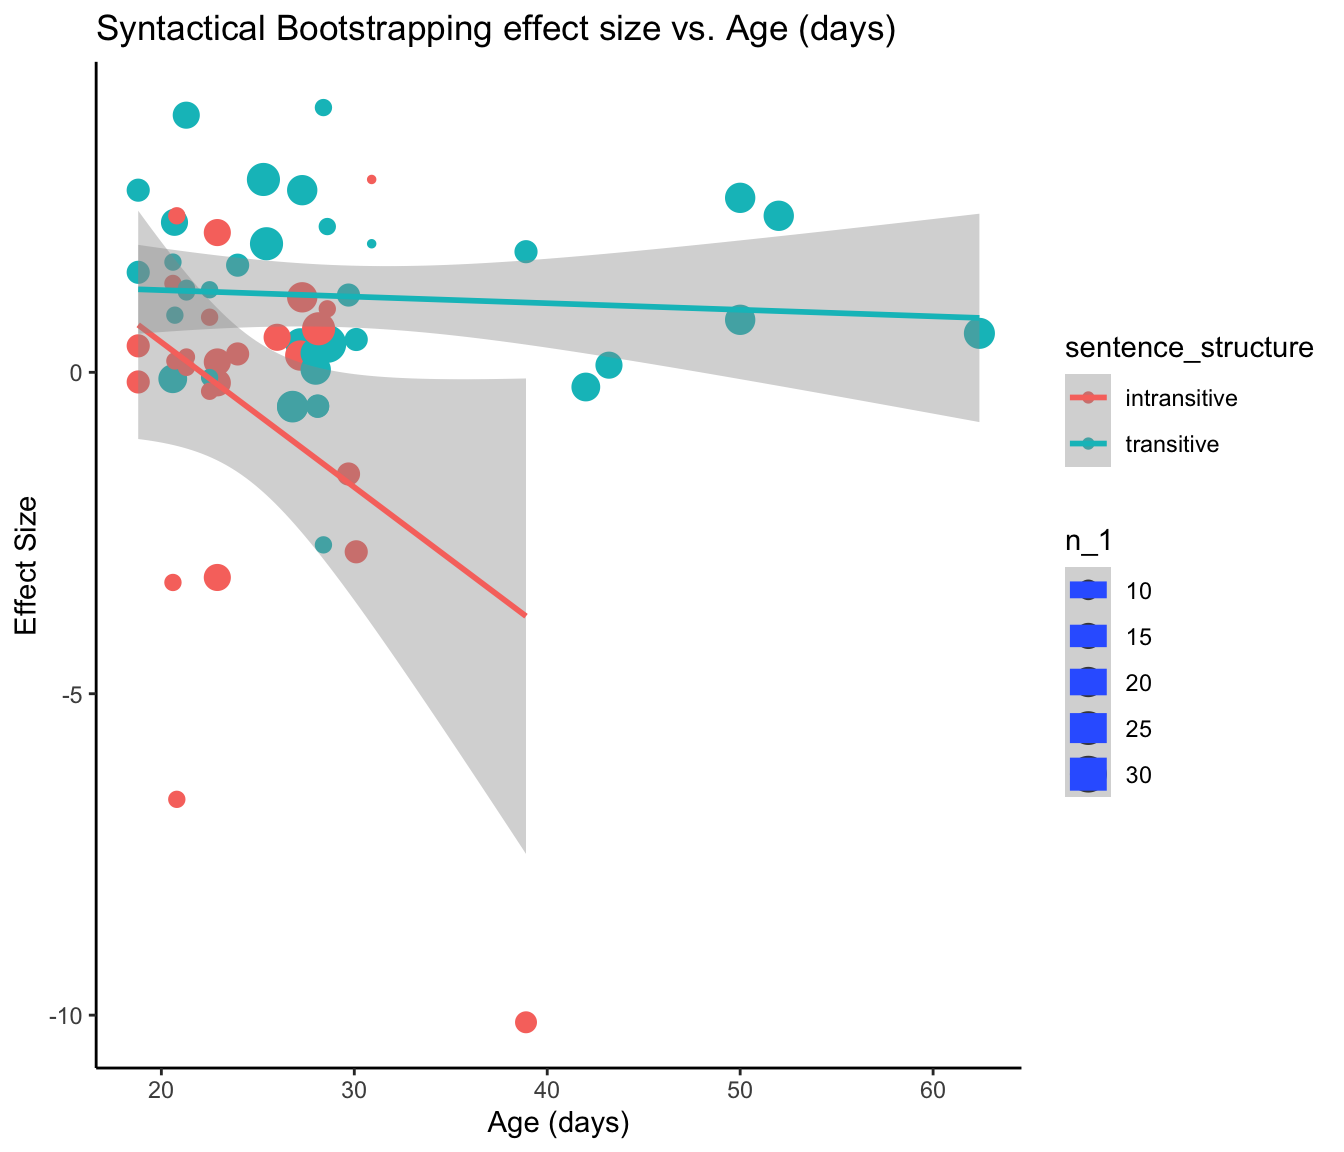 Syntactical Bootstrapping effect size vs. Age (days)
Effect Size
0
-5
-10
20 30 40 50 60
Age (days)
sentence_structure
intransitive
transitive
n_1
10
15
20
25
30